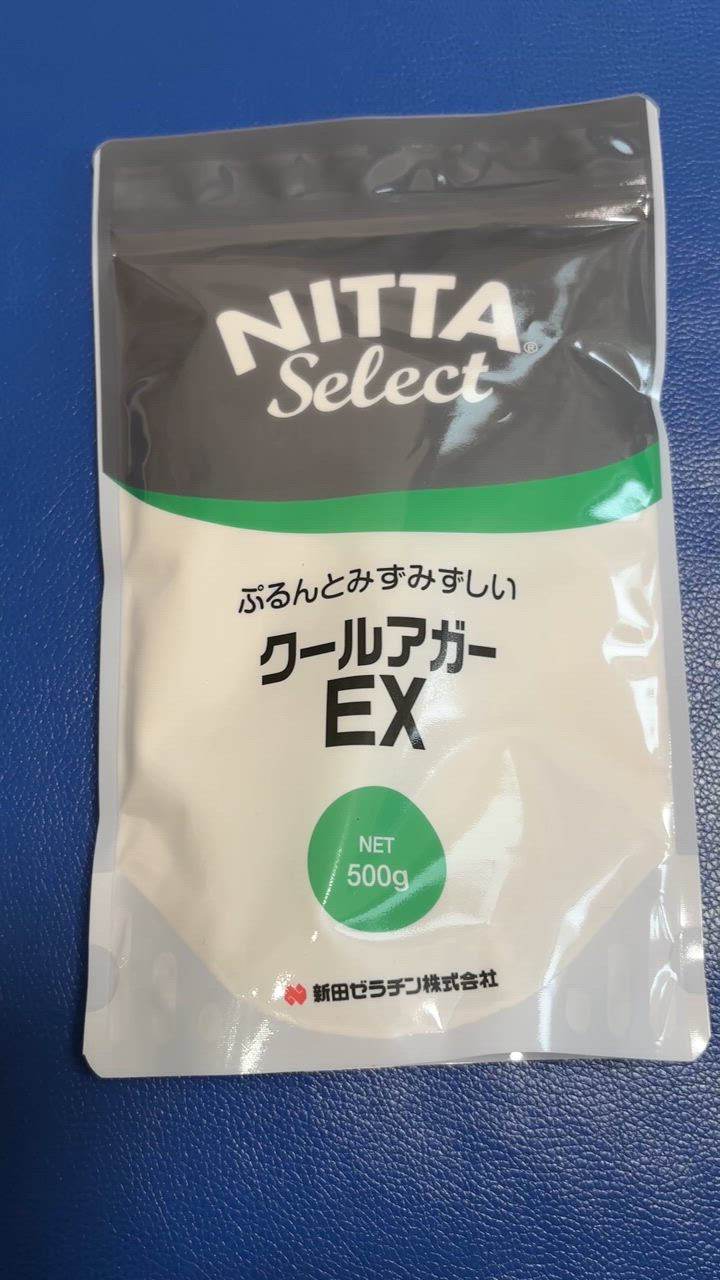 NITTA
Select®
ぷるんとみずみずしい
クールアガー
EX
NET
500g
新田ゼラチン株式会社